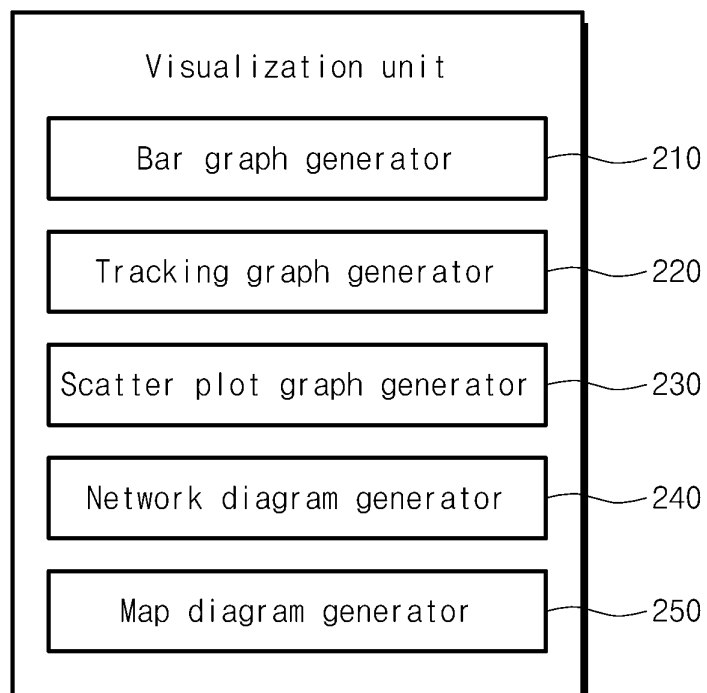 Visualization unit
Bar graph generator 210
Tracking graph generator 220
Scatter plot graph generator 230
Network diagram generator 240
Map diagram generator 250